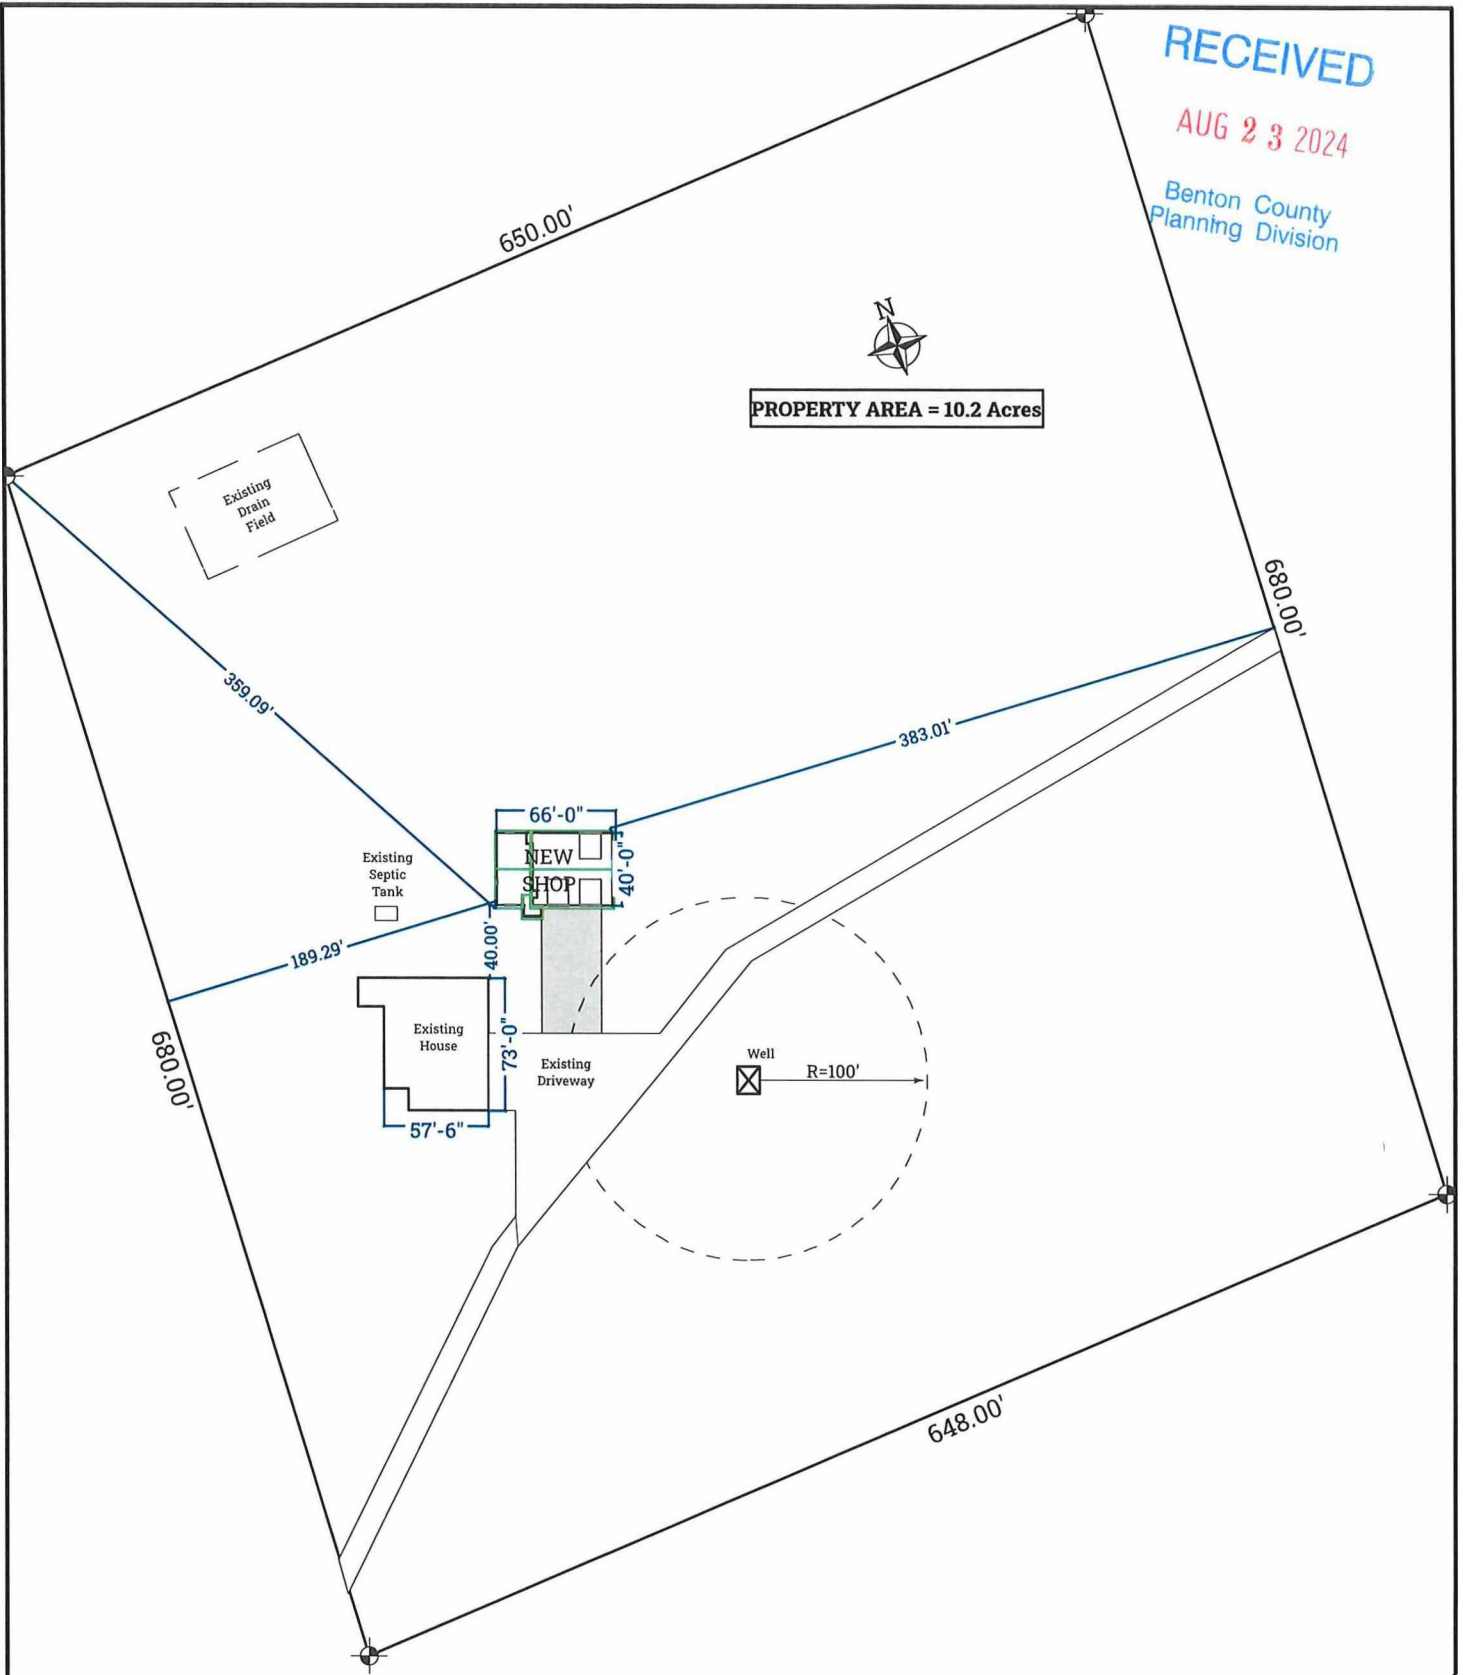 RECEIVED
AUG 23 2024
Benton County
Planning Division
650.00'
N
PROPERTY AREA = 10.2 Acres
Existing
Drain
Field
680.00'
359.09'
383.01'
66'-0"
NEW
SHOP
40'-0"
Existing
Septic
Tank
189.29'
40.00'
Existing
House
73'-0"
Existing
Driveway
Well
R=100'
57'-6"
680.00'
648.00'